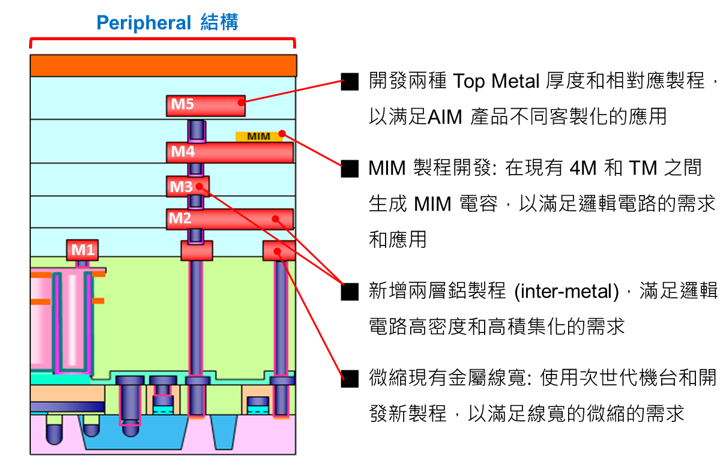 Peripheral 結構
M5
MIM
M4
M3
M2
M1
■ 開發兩種 Top Metal 厚度和相對應製程，
以滿足AIM 產品不同客製化的應用
■ MIM 製程開發: 在現有 4M 和 TM 之間
生成 MIM 電容，以滿足邏輯電路的需求
和應用
■ 新增兩層鋁製程 (inter-metal)，滿足邏輯
電路高密度和高積集化的需求
■ 微縮現有金屬線寬: 使用次世代機台和開
發新製程，以滿足線寬的微縮的需求